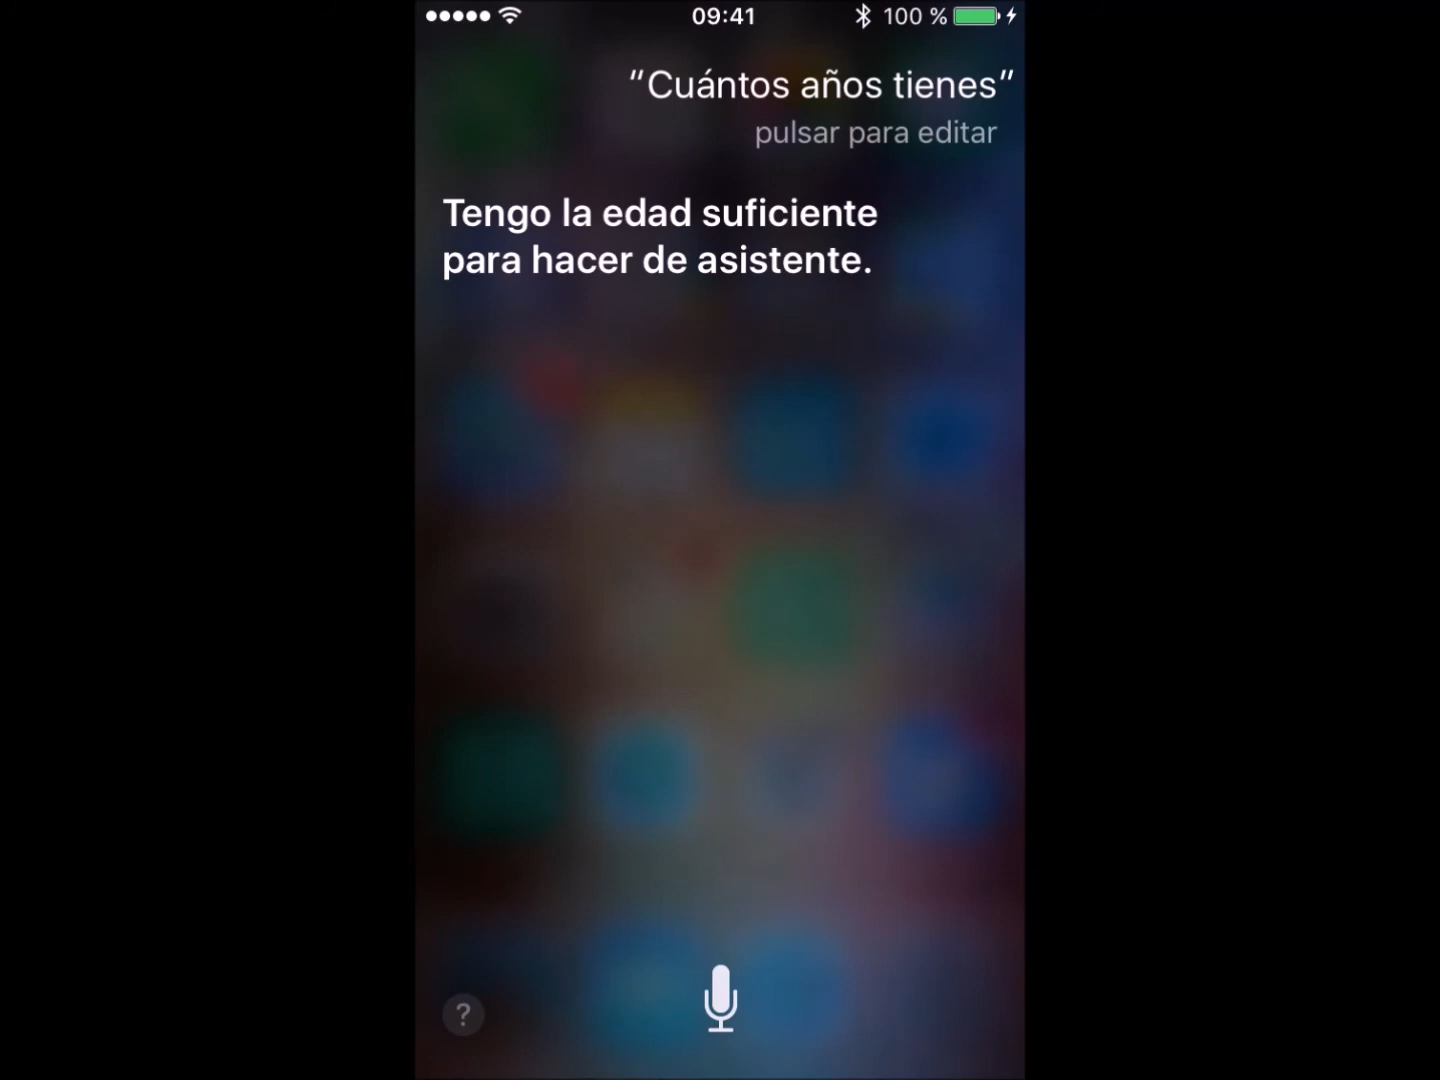 09:41 100 %
“Cuántos años tienes”
pulsar para editar
Tengo la edad suficiente
para hacer de asistente.
?